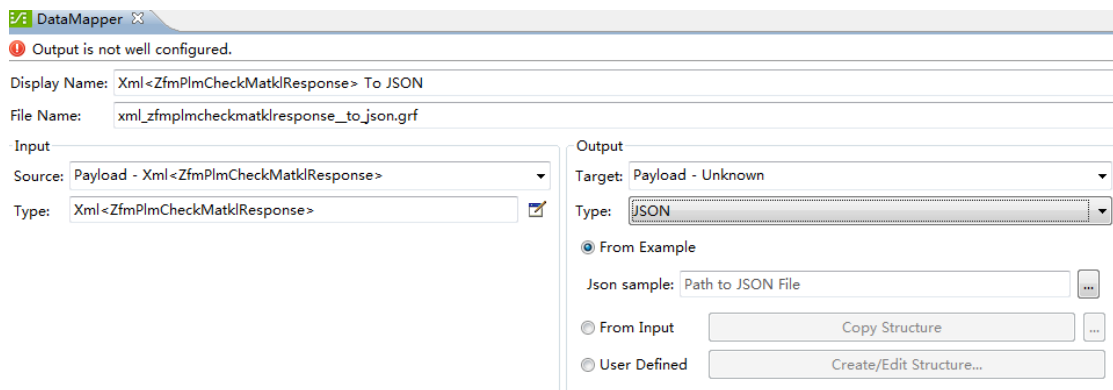 DataMapper
Output is not well configured.
Display Name: Xml<ZfmPlmCheckMatklResponse> To JSON
File Name: xml_zfmplmcheckmatklresponse__to_json.grf
Input
Source: Payload - Xml<ZfmPlmCheckMatklResponse>
Type: Xml<ZfmPlmCheckMatklResponse>
Output
Target: Payload - Unknown
Type: JSON
From Example
Json sample: Path to JSON File ...
From Input Copy Structure ...
User Defined Create/Edit Structure...